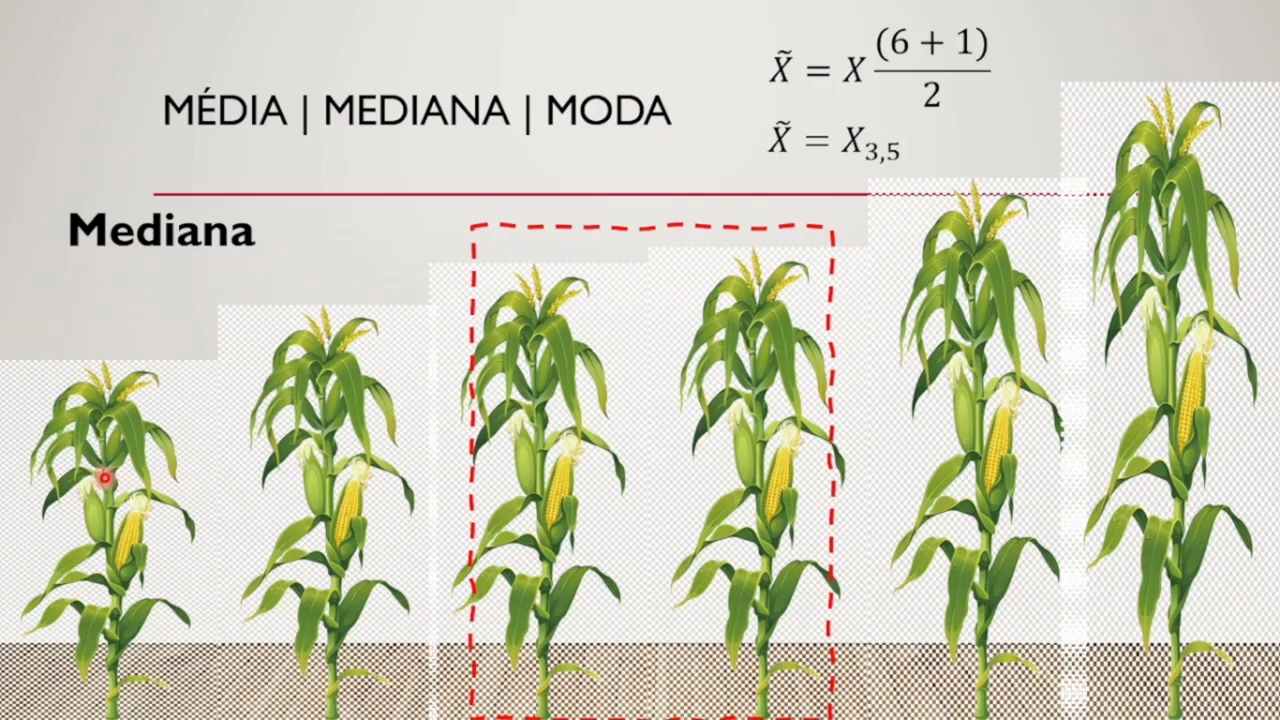 MÉDIA | MEDIANA | MODA
X̃ = X (6 + 1)
2
X̃ = X₃,₅
Mediana